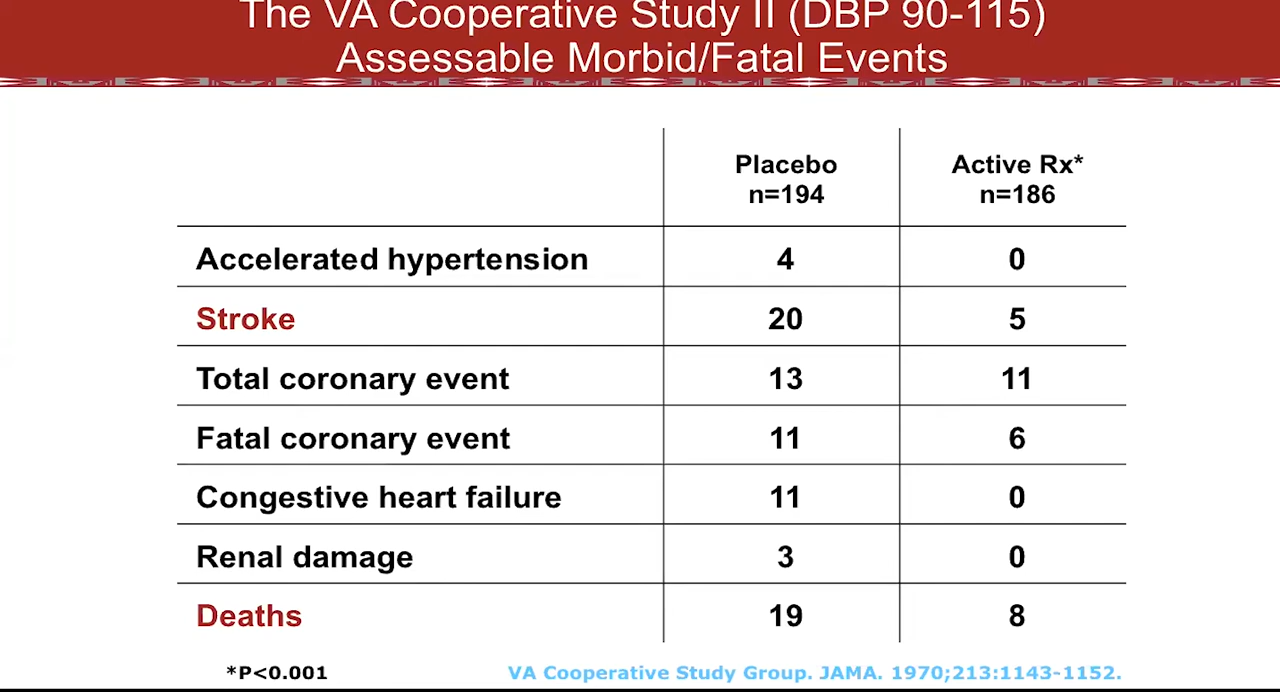 The VA Cooperative Study II (DBP 90-115)
Assessable Morbid/Fatal Events
Placebo Active Rx*
n=194 n=186
Accelerated hypertension 4 0
Stroke 20 5
Total coronary event 13 11
Fatal coronary event 11 6
Congestive heart failure 11 0
Renal damage 3 0
Deaths 19 8
*P<0.001 VA Cooperative Study Group. JAMA. 1970;213:1143-1152.